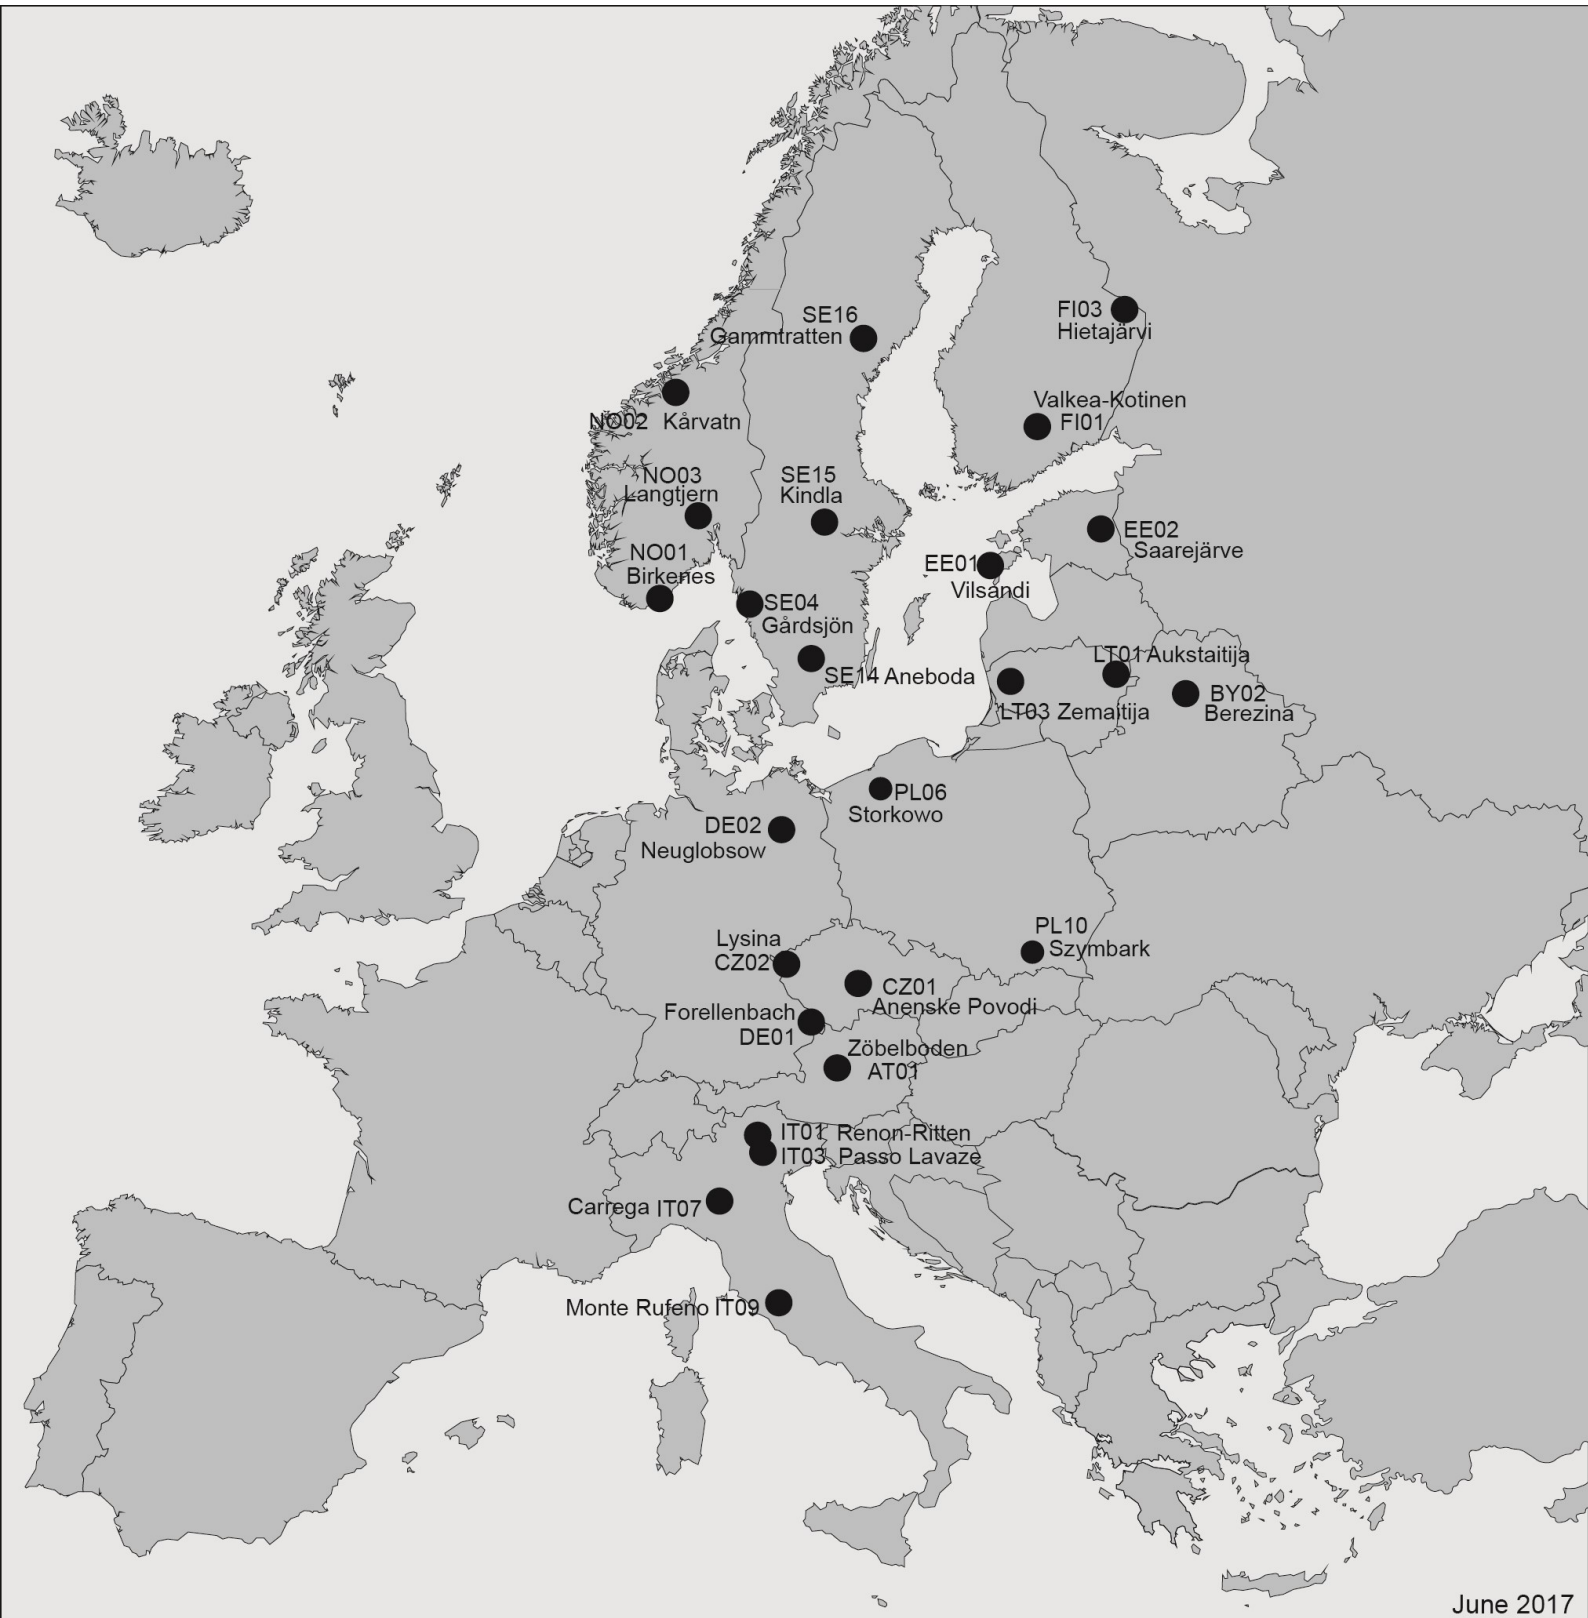 SE16
Gammtratten
FI03
Hietajärvi
Valkea-Kotinen
FI01
NO02 Kårvatn
NO03
Langtjern
SE15
Kindla
EE02
Saarejärve
NO01
Birkenes
EE01
Vilsandi
SE04
Gårdsjön
SE14 Aneboda
LT01 Aukstaitija
LT03 Zemaitija
BY02
Berezina
PL06
Storkowo
DE02
Neuglobsow
PL10
Szymbark
Lysina
CZ02
CZ01
Anenske Povodi
Forellenbach
DE01
Zöbelboden
AT01
IT01 Renon-Ritten
IT03 Passo Lavaze
Carrega IT07
Monte Rufeno IT09
June 2017